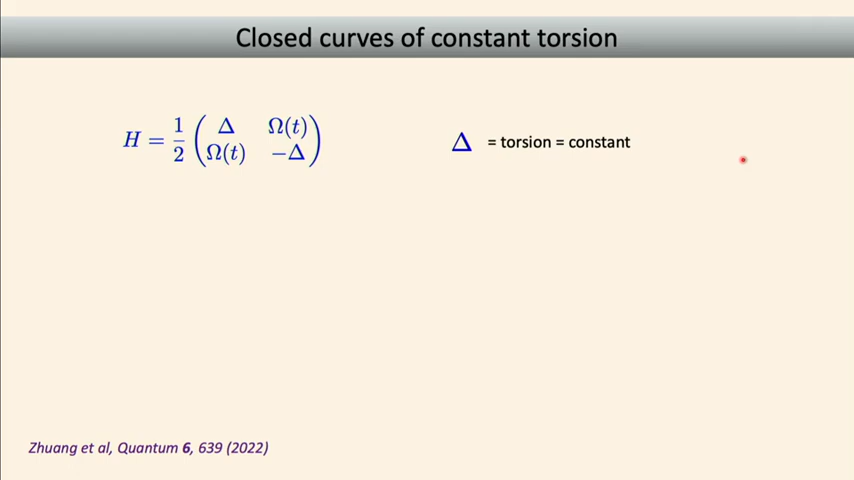 Closed curves of constant torsion
H = 1/2 ( Δ Ω(t)
Ω(t) −Δ )
Δ = torsion = constant
Zhuang et al, Quantum 6, 639 (2022)